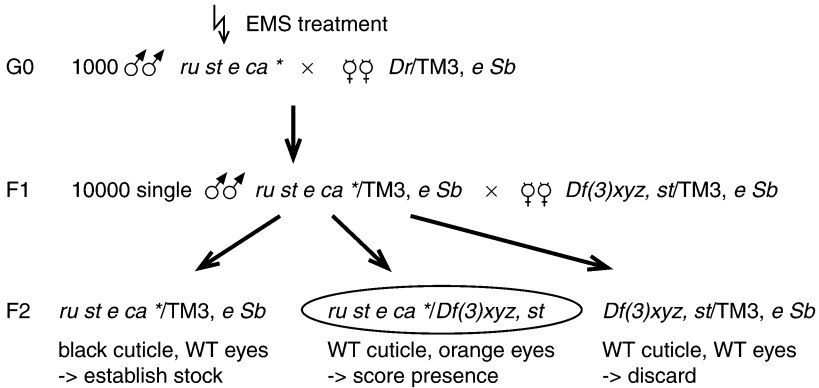 EMS treatment
G0 1000 ♂♂ ru st e ca * × ♀♀ Dr/TM3, e Sb
F1 10000 single ♂♂ ru st e ca */TM3, e Sb × ♀♀ Df(3)xyz, st/TM3, e Sb
F2 ru st e ca */TM3, e Sb ru st e ca */Df(3)xyz, st Df(3)xyz, st/TM3, e Sb
black cuticle, WT eyes WT cuticle, orange eyes WT cuticle, WT eyes
-> establish stock -> score presence -> discard